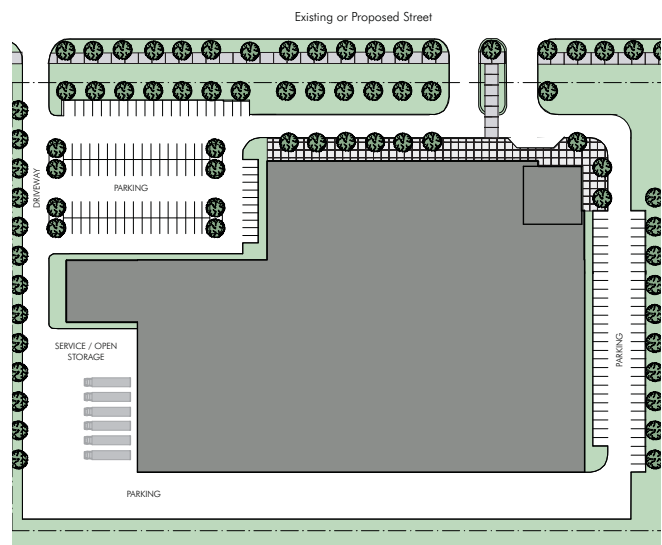 Existing or Proposed Street
DRIVEWAY
PARKING
SERVICE / OPEN
STORAGE
PARKING
PARKING